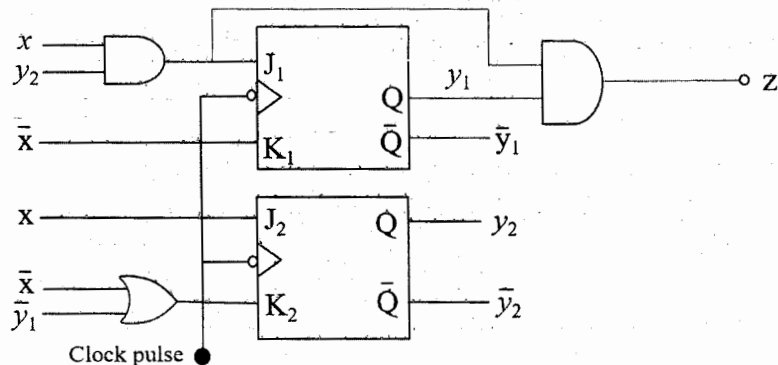 x
y₂
J₁
y₁
z
Q
x̄
K₁
Q̄
ȳ₁
x
J₂
Q
y₂
x̄
ȳ₁
K₂
Q̄
ȳ₂
Clock pulse